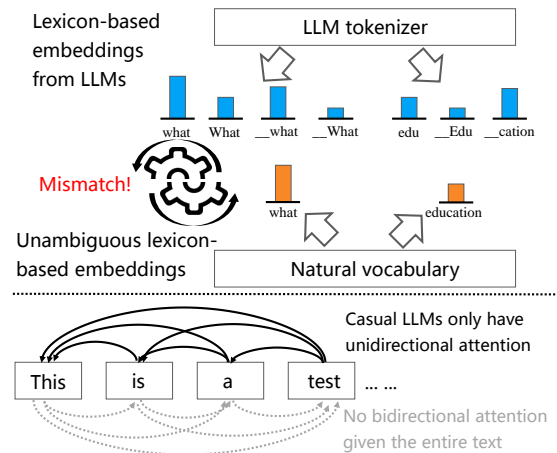 Lexicon-based
embeddings
from LLMs
LLM tokenizer
what What __what __What edu __Edu __cation
Mismatch!
what education
Unambiguous lexicon-
based embeddings
Natural vocabulary
Casual LLMs only have
unidirectional attention
This is a test ... ...
No bidirectional attention
given the entire text